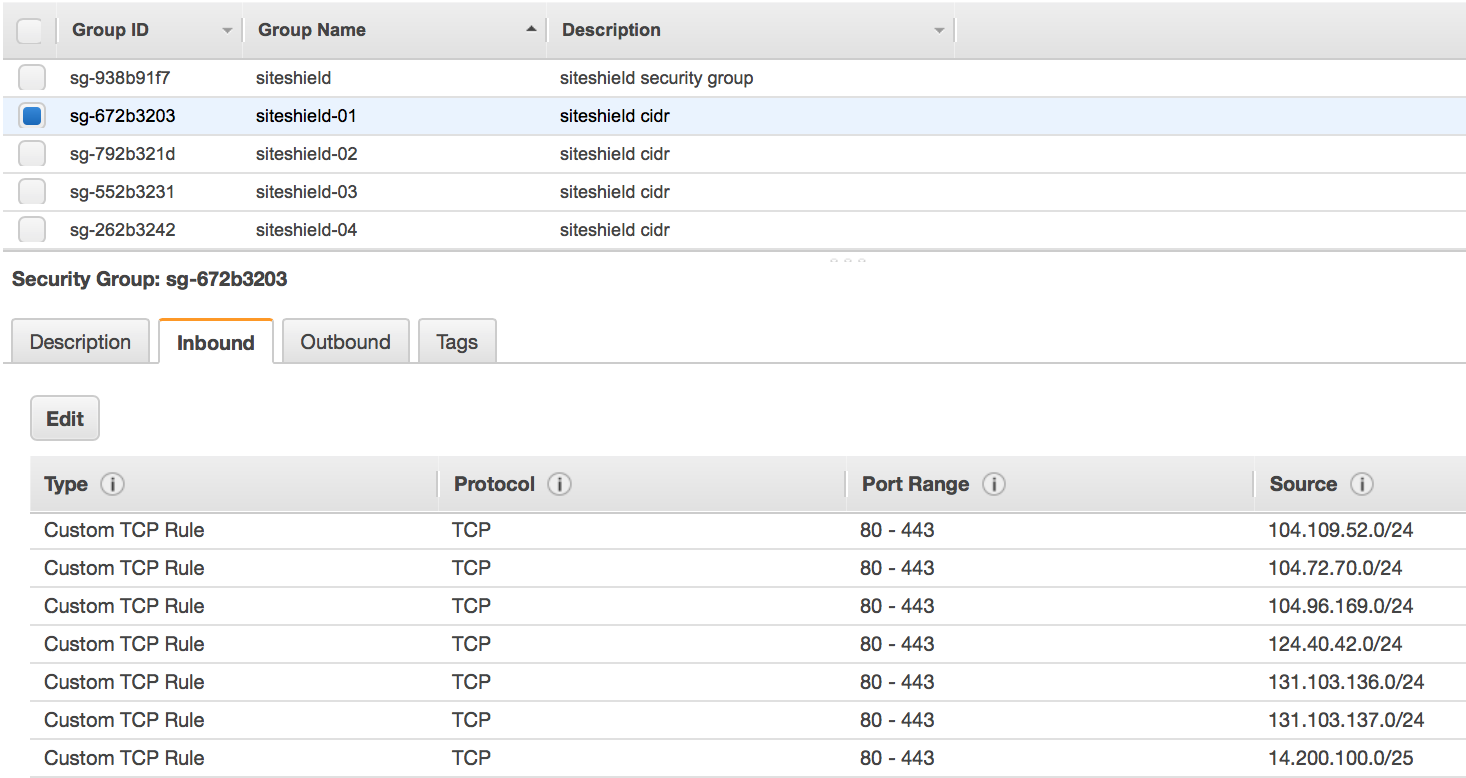 Group ID Group Name Description
sg-938b91f7 siteshield siteshield security group
sg-672b3203 siteshield-01 siteshield cidr
sg-792b321d siteshield-02 siteshield cidr
sg-552b3231 siteshield-03 siteshield cidr
sg-262b3242 siteshield-04 siteshield cidr
Security Group: sg-672b3203
Description Inbound Outbound Tags
Edit
Type i Protocol i Port Range i Source i
Custom TCP Rule TCP 80 - 443 104.109.52.0/24
Custom TCP Rule TCP 80 - 443 104.72.70.0/24
Custom TCP Rule TCP 80 - 443 104.96.169.0/24
Custom TCP Rule TCP 80 - 443 124.40.42.0/24
Custom TCP Rule TCP 80 - 443 131.103.136.0/24
Custom TCP Rule TCP 80 - 443 131.103.137.0/24
Custom TCP Rule TCP 80 - 443 14.200.100.0/25